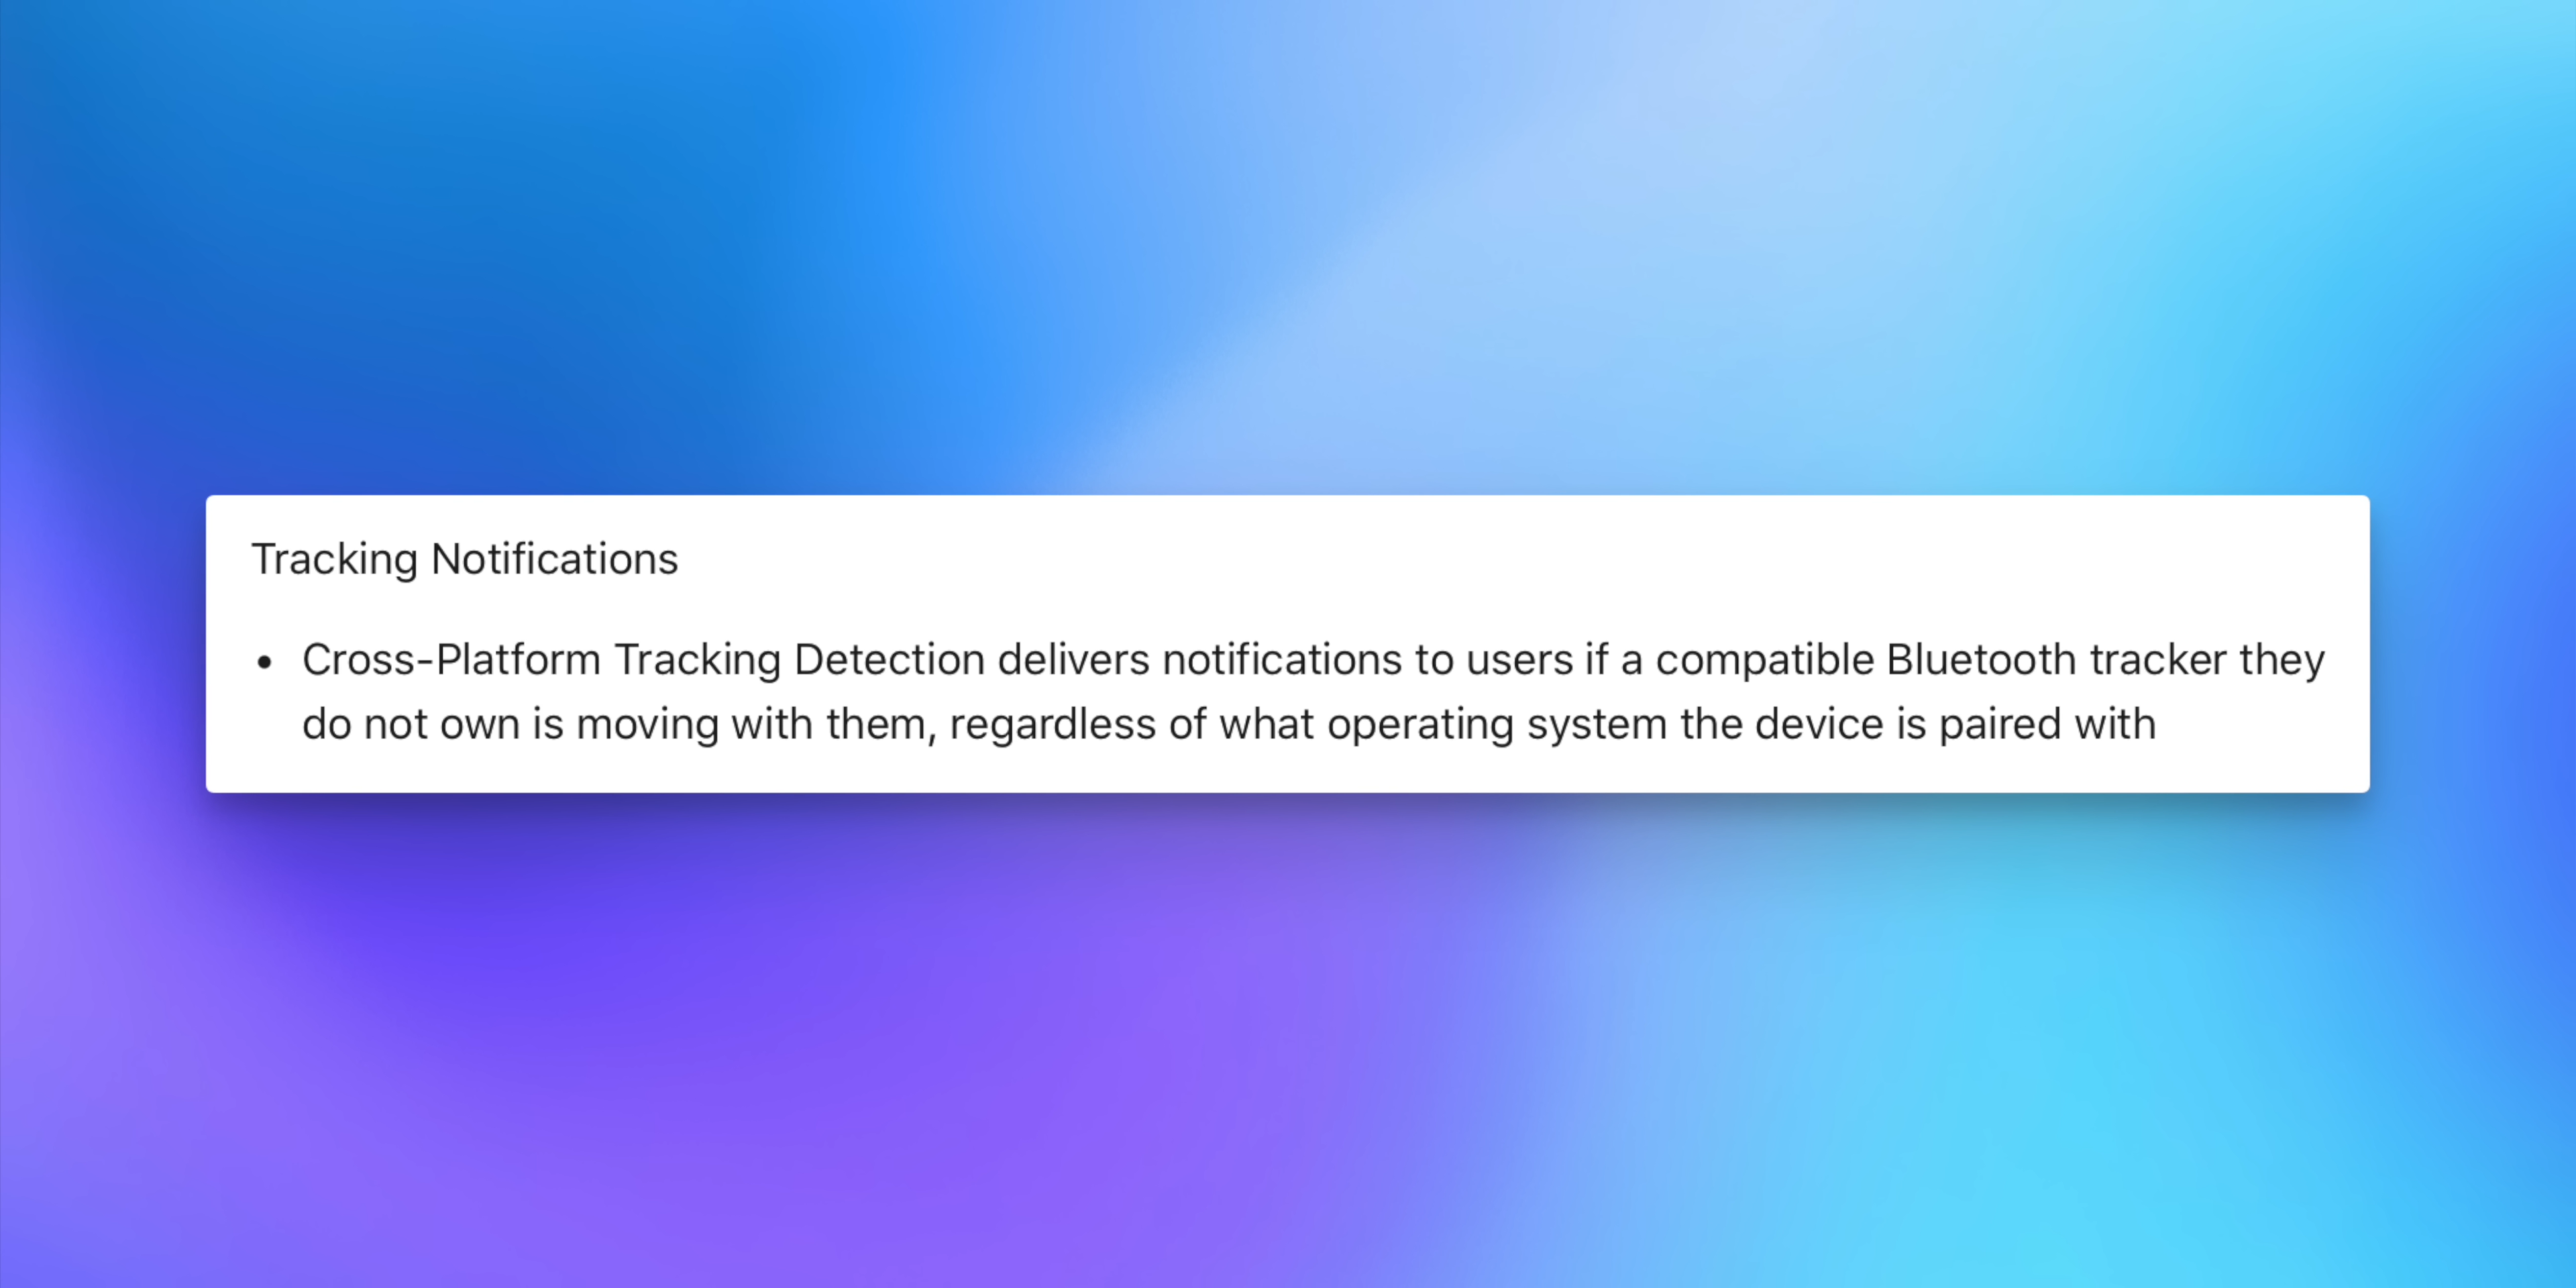 Tracking Notifications
• Cross-Platform Tracking Detection delivers notifications to users if a compatible Bluetooth tracker they
do not own is moving with them, regardless of what operating system the device is paired with